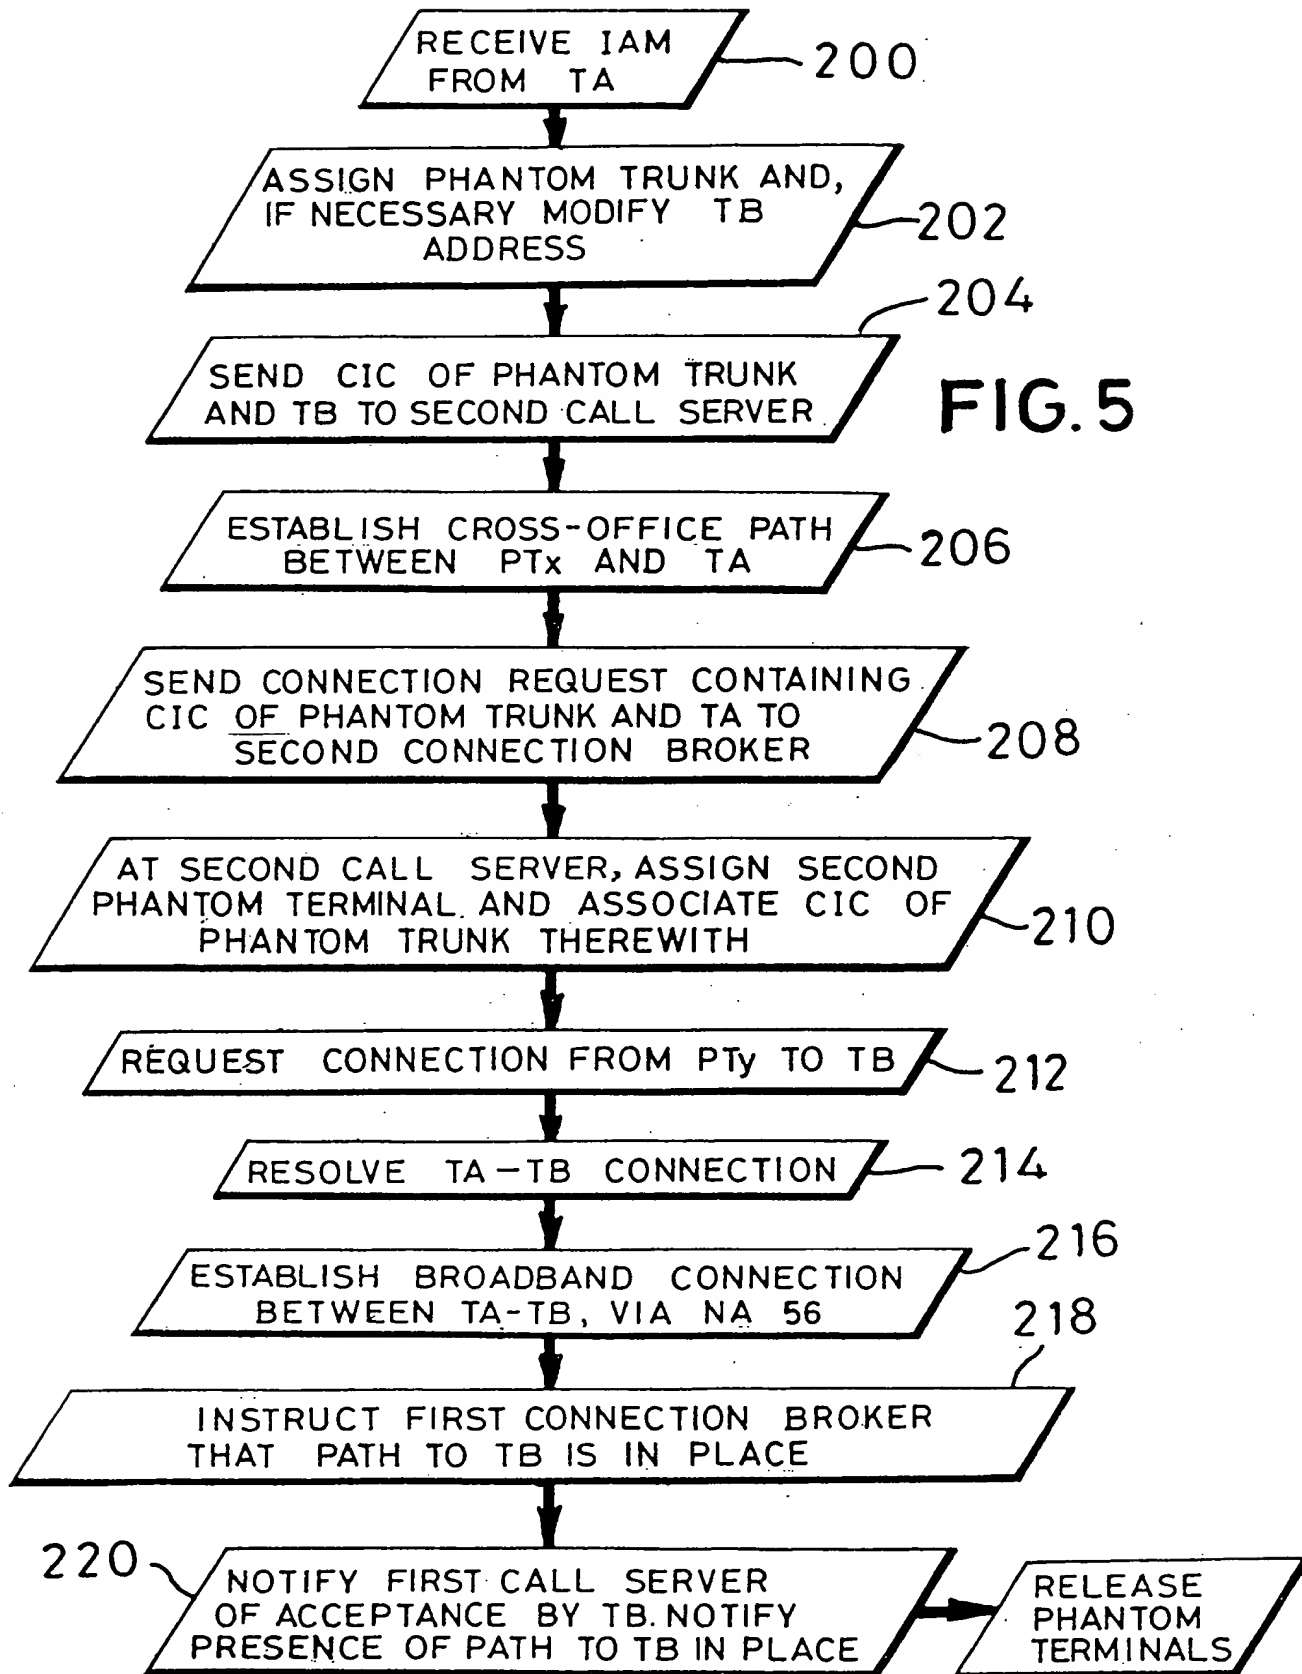 RECEIVE IAM
FROM TA
200
ASSIGN PHANTOM TRUNK AND,
IF NECESSARY MODIFY TB
ADDRESS
202
204
SEND CIC OF PHANTOM TRUNK
AND TB TO SECOND CALL SERVER
FIG. 5
ESTABLISH CROSS-OFFICE PATH
BETWEEN PTx AND TA
206
SEND CONNECTION REQUEST CONTAINING
CIC OF PHANTOM TRUNK AND TA TO
SECOND CONNECTION BROKER
208
AT SECOND CALL SERVER, ASSIGN SECOND
PHANTOM TERMINAL AND ASSOCIATE CIC OF
PHANTOM TRUNK THEREWITH
210
REQUEST CONNECTION FROM PTy TO TB
212
RESOLVE TA-TB CONNECTION
214
216
ESTABLISH BROADBAND CONNECTION
BETWEEN TA-TB, VIA NA 56
218
INSTRUCT FIRST CONNECTION BROKER
THAT PATH TO TB IS IN PLACE
220
NOTIFY FIRST CALL SERVER
OF ACCEPTANCE BY TB. NOTIFY
PRESENCE OF PATH TO TB IN PLACE
RELEASE
PHANTOM
TERMINALS